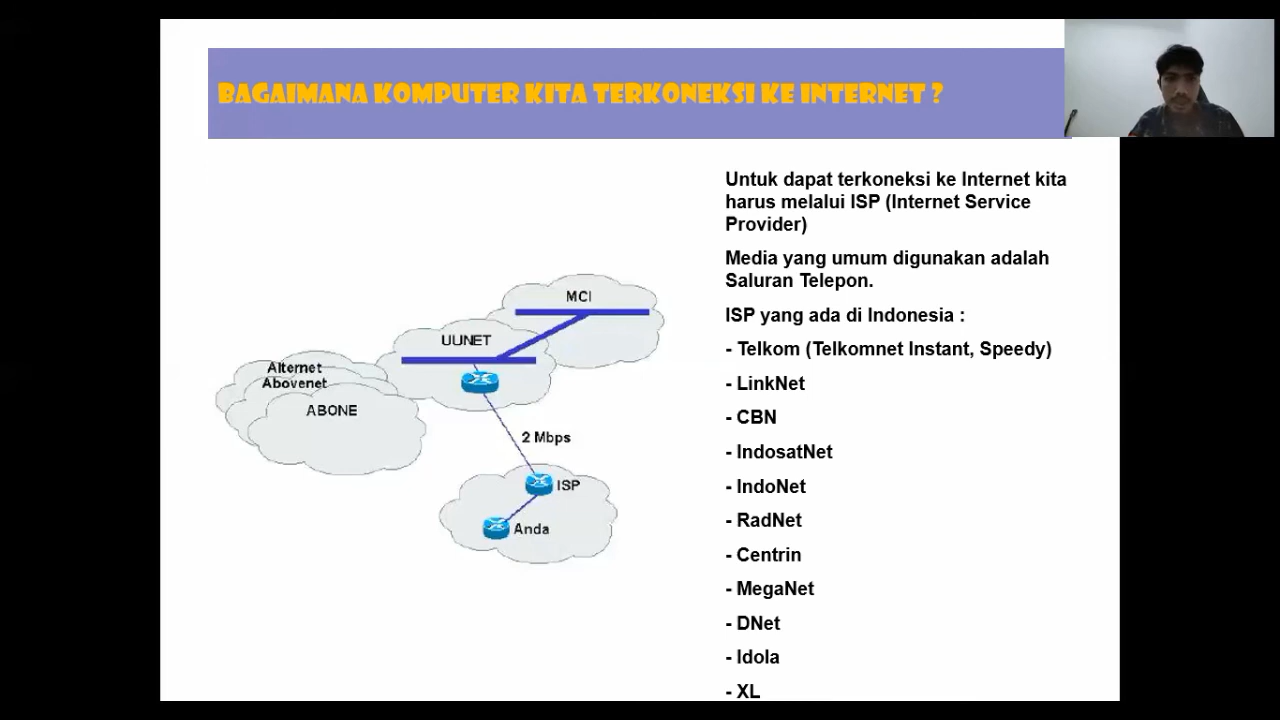 BAGAIMANA KOMPUTER KITA TERKONEKSI KE INTERNET ?
Untuk dapat terkoneksi ke Internet kita
harus melalui ISP (Internet Service
Provider)
Media yang umum digunakan adalah
Saluran Telepon.
ISP yang ada di Indonesia :
- Telkom (Telkomnet Instant, Speedy)
- LinkNet
- CBN
- IndosatNet
- IndoNet
- RadNet
- Centrin
- MegaNet
- DNet
- Idola
- XL
MCI
UUNET
Alternet
Abovenet
ABONE
2 Mbps
ISP
Anda